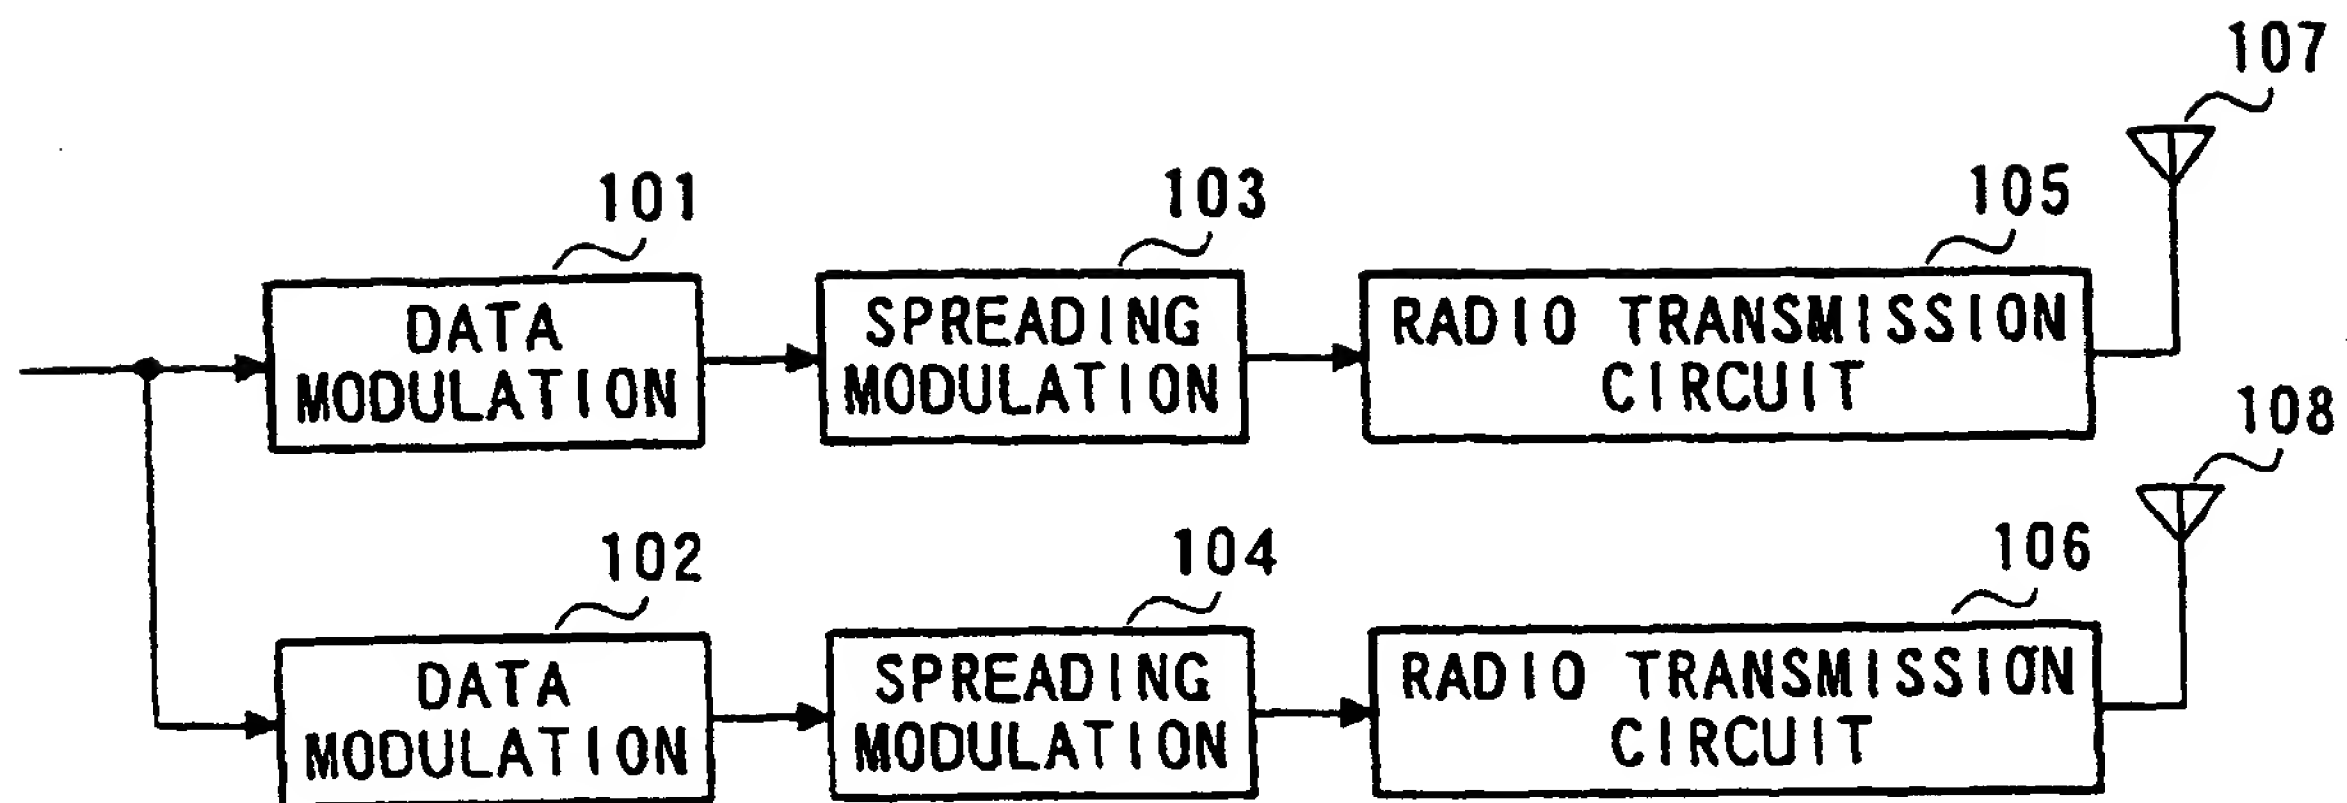 107
101
103
105
DATA
MODULATION
SPREADING
MODULATION
RADIO TRANSMISSION
CIRCUIT
108
102
104
106
DATA
MODULATION
SPREADING
MODULATION
RADIO TRANSMISSION
CIRCUIT